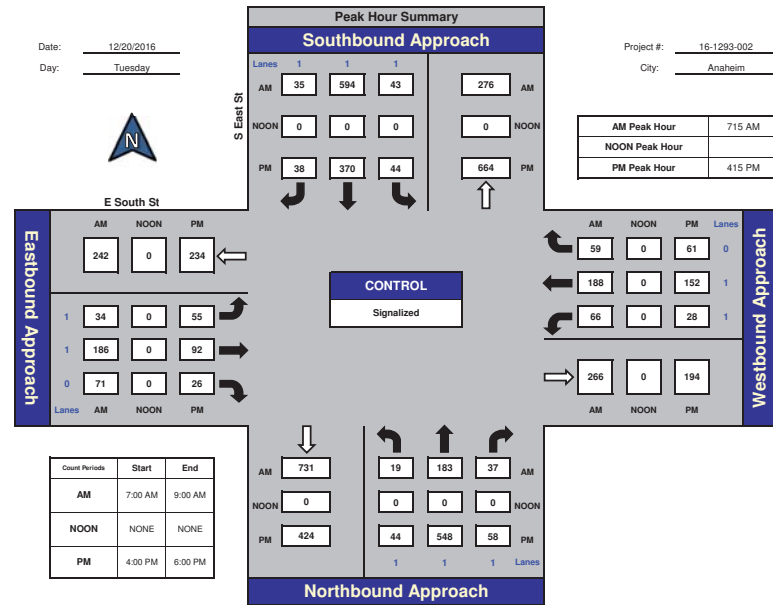 Peak Hour Summary
Southbound Approach
Date: 12/20/2016
Day: Tuesday
Project #: 16-1293-002
City: Anaheim
N
S East St
E South St
Lanes 1 1 1
AM 35 594 43 276 AM
NOON 0 0 0 0 NOON
PM 38 370 44 664 PM
AM Peak Hour 715 AM
NOON Peak Hour
PM Peak Hour 415 PM
Eastbound Approach
AM NOON PM
242 0 234
1 34 0 55
1 186 0 92
0 71 0 26
Lanes AM NOON PM
CONTROL
Signalized
Westbound Approach
AM NOON PM Lanes
59 0 61 0
188 0 152 1
66 0 28 1
266 0 194
AM NOON PM
AM 731 19 183 37 AM
NOON 0 0 0 0 NOON
PM 424 44 548 58 PM
1 1 1 Lanes
Northbound Approach
Count Periods Start End
AM 7:00 AM 9:00 AM
NOON NONE NONE
PM 4:00 PM 6:00 PM